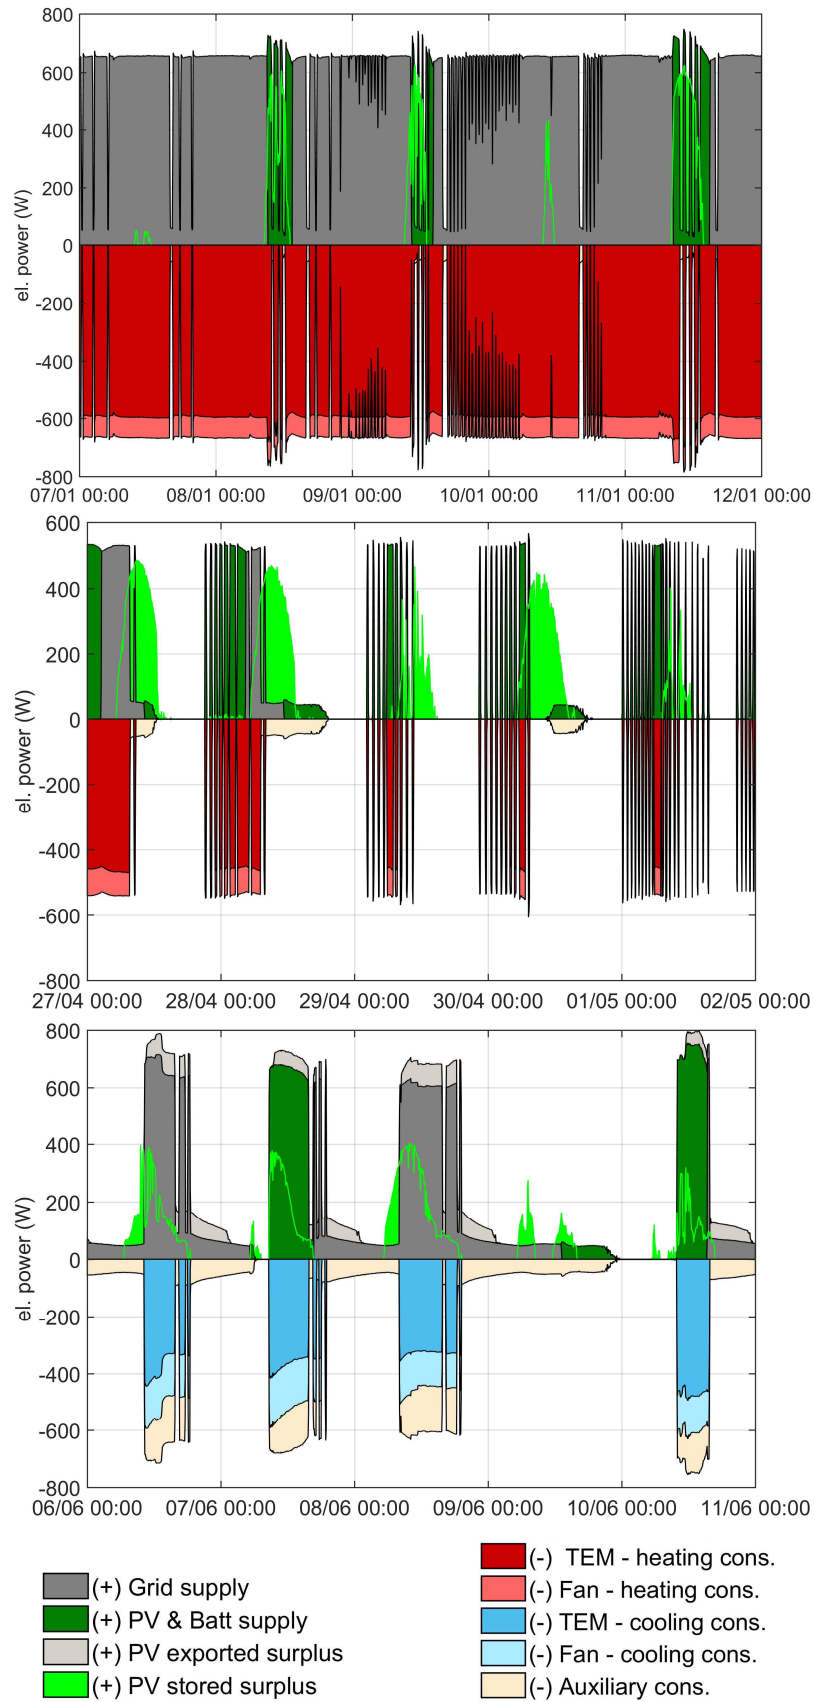 800
600
400
200
0
-200
-400
-600
-800
el. power (W)
07/01 00:00 08/01 00:00 09/01 00:00 10/01 00:00 11/01 00:00 12/01 00:00
600
400
200
0
-200
-400
-600
-800
el. power (W)
27/04 00:00 28/04 00:00 29/04 00:00 30/04 00:00 01/05 00:00 02/05 00:00
800
600
400
200
0
-200
-400
-600
-800
el. power (W)
06/06 00:00 07/06 00:00 08/06 00:00 09/06 00:00 10/06 00:00 11/06 00:00
(+) Grid supply
(+) PV & Batt supply
(+) PV exported surplus
(+) PV stored surplus
(-) TEM - heating cons.
(-) Fan - heating cons.
(-) TEM - cooling cons.
(-) Fan - cooling cons.
(-) Auxiliary cons.